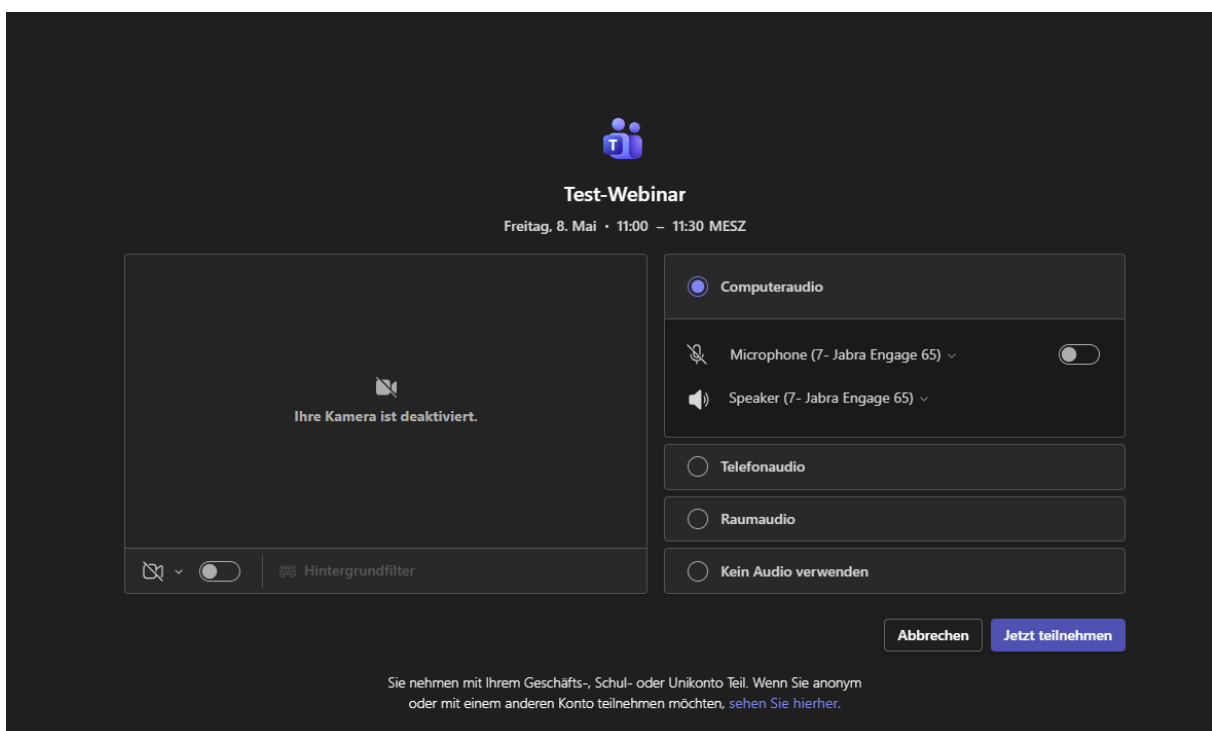 T
Test-Webinar
Freitag, 8. Mai • 11:00 – 11:30 MESZ
Ihre Kamera ist deaktiviert.
Hintergrundfilter
Computeraudio
Microphone (7- Jabra Engage 65)
Speaker (7- Jabra Engage 65)
Telefonaudio
Raumaudio
Kein Audio verwenden
Abbrechen
Jetzt teilnehmen
Sie nehmen mit Ihrem Geschäfts-, Schul- oder Unikonto Teil. Wenn Sie anonym
oder mit einem anderen Konto teilnehmen möchten, sehen Sie hierher.